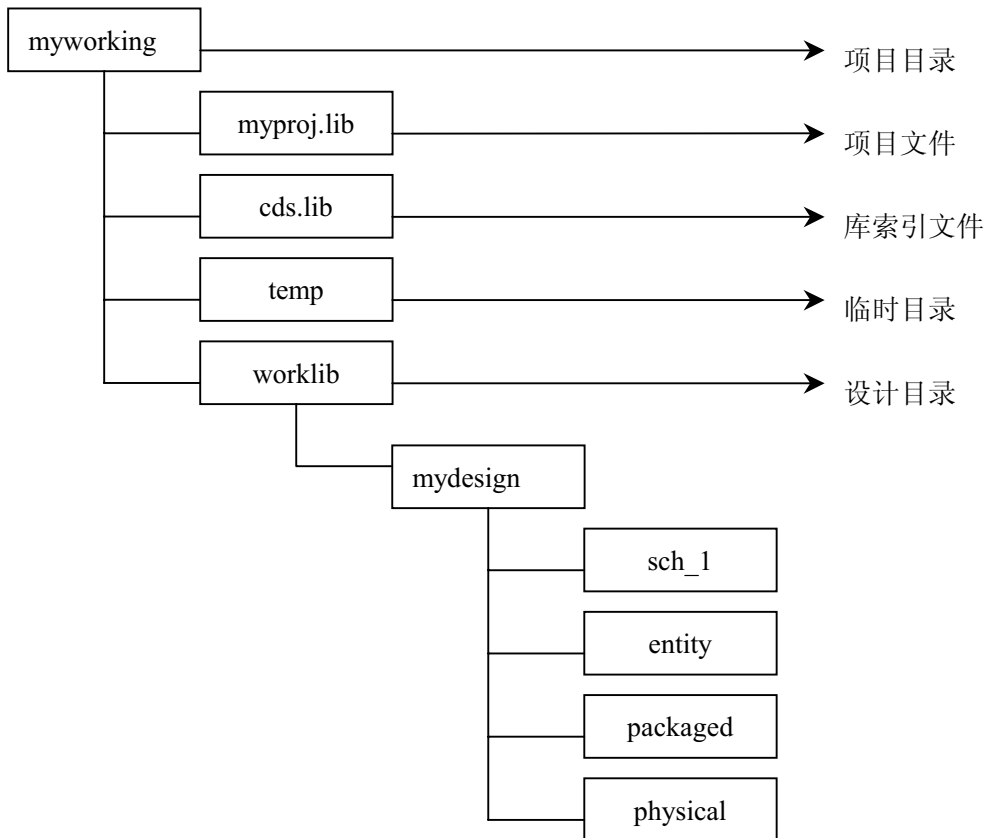 myworking
项目目录
myproj.lib
项目文件
cds.lib
库索引文件
temp
临时目录
worklib
设计目录
mydesign
sch_1
entity
packaged
physical